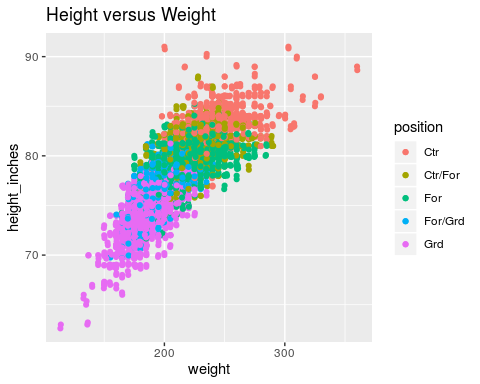 Height versus Weight
90
80
70
height_inches
200
300
weight
position
Ctr
Ctr/For
For
For/Grd
Grd